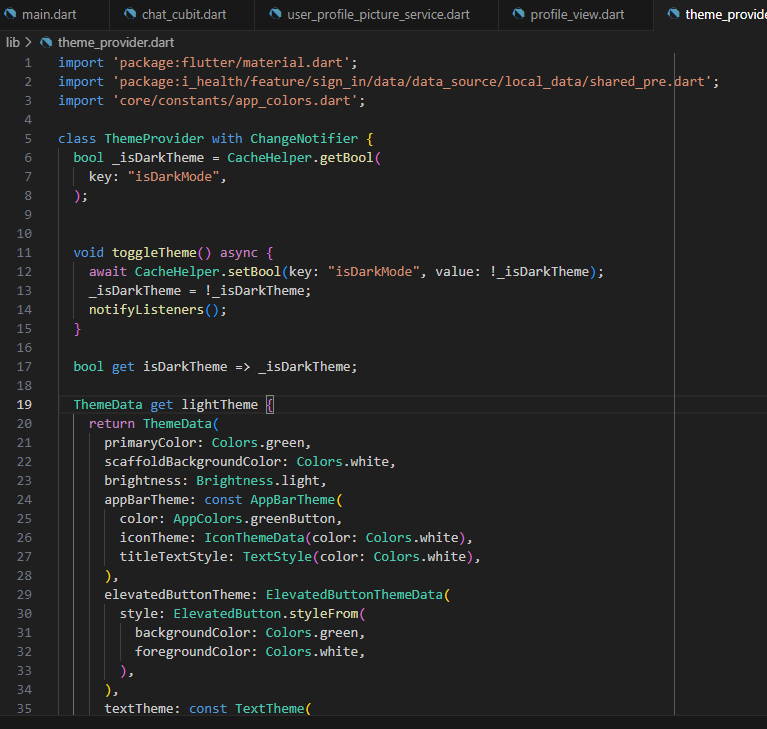 main.dart chat_cubit.dart user_profile_picture_service.dart profile_view.dart theme_provide
lib > theme_provider.dart
1 import 'package:flutter/material.dart';
2 import 'package:i_health/feature/sign_in/data/data_source/local_data/shared_pre.dart';
3 import 'core/constants/app_colors.dart';
4
5 class ThemeProvider with ChangeNotifier {
6 bool _isDarkTheme = CacheHelper.getBool(
7 key: "isDarkMode",
8 );
9
10
11 void toggleTheme() async {
12 await CacheHelper.setBool(key: "isDarkMode", value: !_isDarkTheme);
13 _isDarkTheme = !_isDarkTheme;
14 notifyListeners();
15 }
16
17 bool get isDarkTheme => _isDarkTheme;
18
19 ThemeData get lightTheme {
20 return ThemeData(
21 primaryColor: Colors.green,
22 scaffoldBackgroundColor: Colors.white,
23 brightness: Brightness.light,
24 appBarTheme: const AppBarTheme(
25 color: AppColors.greenButton,
26 iconTheme: IconThemeData(color: Colors.white),
27 titleTextStyle: TextStyle(color: Colors.white),
28 ),
29 elevatedButtonTheme: ElevatedButtonThemeData(
30 style: ElevatedButton.styleFrom(
31 backgroundColor: Colors.green,
32 foregroundColor: Colors.white,
33 ),
34 ),
35 textTheme: const TextTheme(